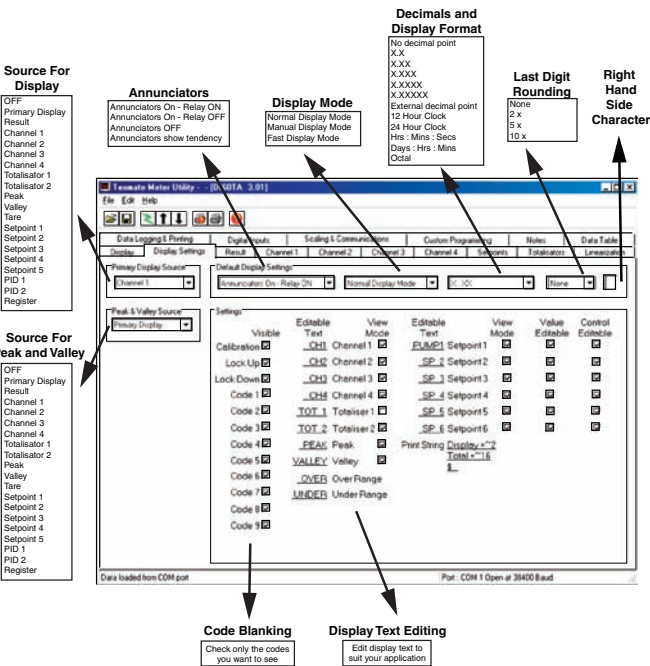 Decimals and
Display Format
No decimal point
X.X
X.XX
X.XXX
X.XXXX
X.XXXXX
External decimal point
12 Hour Clock
24 Hour Clock
Hrs : Mins : Secs
Days : Hrs : Mins
Octal
Source For
Display
OFF
Primary Display
Result
Channel 1
Channel 2
Channel 3
Channel 4
Totalisator 1
Totalisator 2
Peak
Valley
Tare
Setpoint 1
Setpoint 2
Setpoint 3
Setpoint 4
Setpoint 5
PID 1
PID 2
Register
Annunciators
Annunciators On - Relay ON
Annunciators On - Relay OFF
Annunciators OFF
Annunciators show tendency
Display Mode
Normal Display Mode
Manual Display Mode
Fast Display Mode
Last Digit
Rounding
None
2 x
5 x
10 x
Right
Hand
Side
Character
Texmate Meter Utility - - [DI60TA 3.01]
File Edit Help
Data Logging & Printing Digital Inputs Scaling & Communications Custom Programming Notes Data Table
Display Display Settings Result Channel 1 Channel 2 Channel 3 Channel 4 Setpoints Totalisators Linearization
Primary Display Source
Channel 1
Default Display Settings
Annunciators On - Relay ON Normal Display Mode X.XX None
Peak & Valley Source
Primary Display
Settings
Visible Editable Text View Mode Editable Text View Mode Value Editable Control Editable
Calibration CH1 Channel 1 PUMP1 Setpoint 1
Lock Up CH2 Channel 2 SP_2 Setpoint 2
Lock Down CH3 Channel 3 SP_3 Setpoint 3
Code 1 CH4 Channel 4 SP_4 Setpoint 4
Code 2 TOT_1 Totaliser 1 SP_5 Setpoint 5
Code 3 TOT_2 Totaliser 2 SP_6 Setpoint 6
Code 4 PEAK Peak Print String Display =~2
Code 5 VALLEY Valley Total =~16
Code 6 OVER Over Range
Code 7 UNDER Under Range
Code 8
Code 9
Source For
Peak and Valley
OFF
Primary Display
Result
Channel 1
Channel 2
Channel 3
Channel 4
Totalisator 1
Totalisator 2
Peak
Valley
Tare
Setpoint 1
Setpoint 2
Setpoint 3
Setpoint 4
Setpoint 5
PID 1
PID 2
Register
Data loaded from COM port Port : COM 1 Open at 38400 Baud
Code Blanking
Check only the codes
you want to see
Display Text Editing
Edit display text to
suit your application